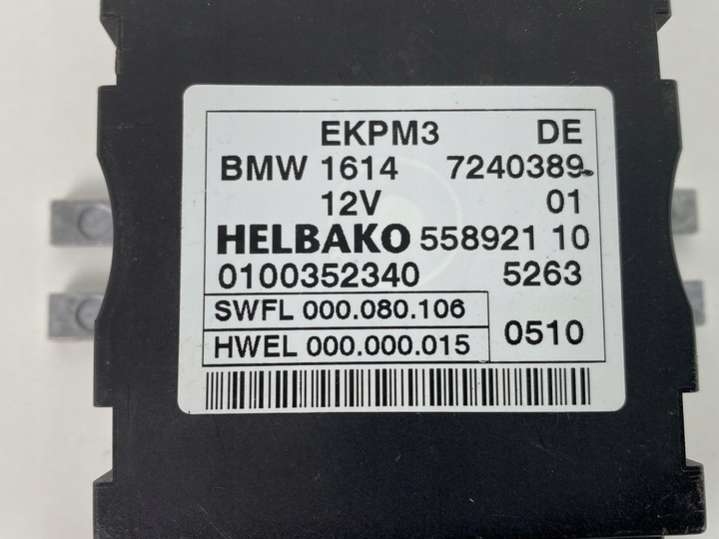 EKPM3 DE
BMW 1614 7240389
12V 01
HELBAKO 558921 10
0100352340 5263
SWFL 000.080.106
HWEL 000.000.015 0510